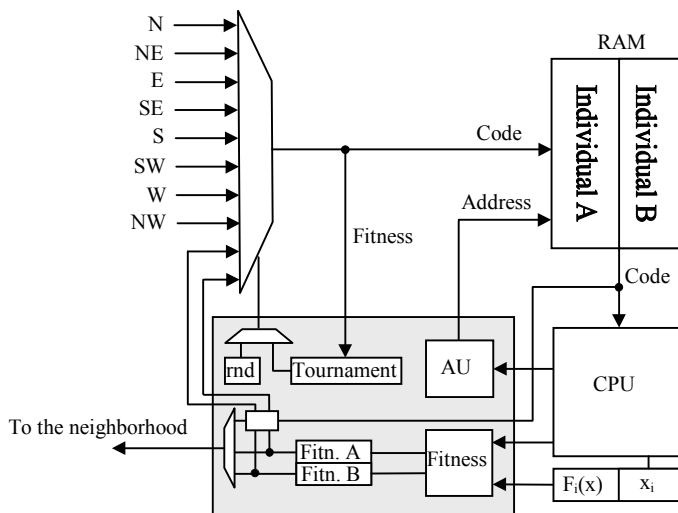 N
NE
E
SE
S
SW
W
NW
RAM
Individual A
Individual B
Code
Address
Fitness
Code
rnd
Tournament
AU
CPU
To the neighborhood
Fitn. A
Fitn. B
Fitness
Fi(x)
xi